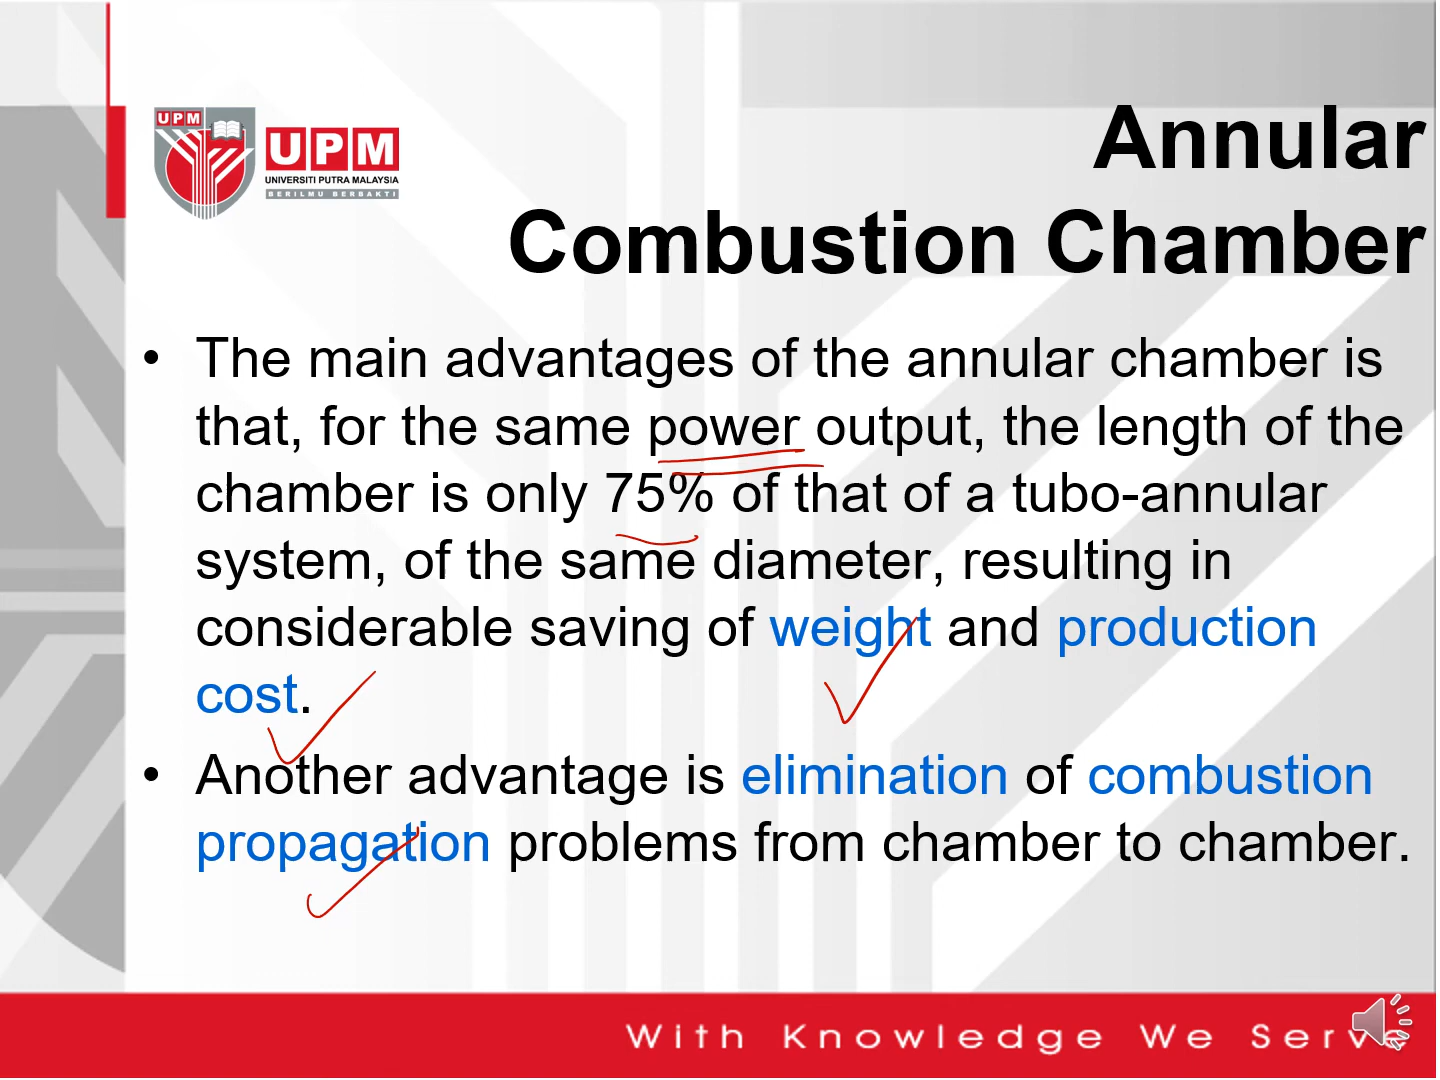 UPM
UPM
UNIVERSITI PUTRA MALAYSIA
BERILMU BERBAKTI
Annular
Combustion Chamber
• The main advantages of the annular chamber is
that, for the same power output, the length of the
chamber is only 75% of that of a tubo-annular
system, of the same diameter, resulting in
considerable saving of weight and production
cost.
• Another advantage is elimination of combustion
propagation problems from chamber to chamber.
With Knowledge We Serve